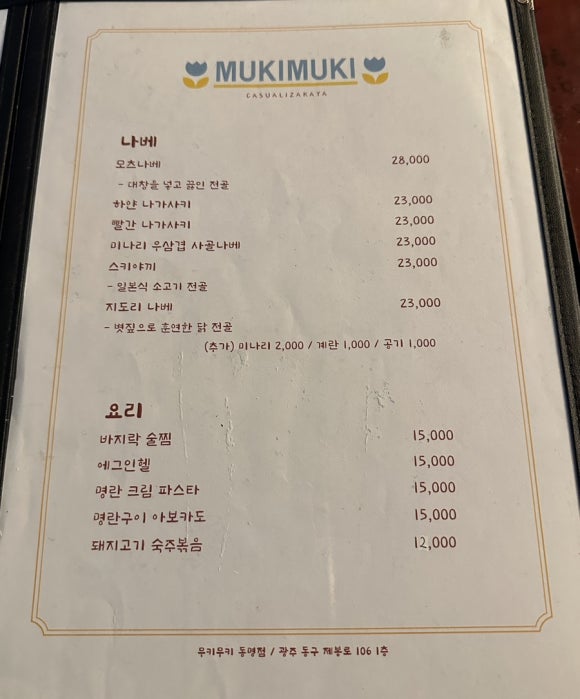 MUKIMUKI
CASUALIZAKAYA
나베
모츠나베 28,000
- 대창을 넣고 끓인 전골
하얀 나가사키 23,000
빨간 나가사키 23,000
미나리 우삼겹 사골나베 23,000
스키야끼 23,000
- 일본식 소고기 전골
지도리 나베 23,000
- 볏짚으로 훈연한 닭 전골
(추가) 미나리 2,000 / 계란 1,000 / 공기 1,000
요리
바지락 술찜 15,000
에그인헬 15,000
명란 크림 파스타 15,000
명란구이 아보카도 15,000
돼지고기 숙주볶음 12,000
무키무키 동명점 / 광주 동구 제봉로 106 1층